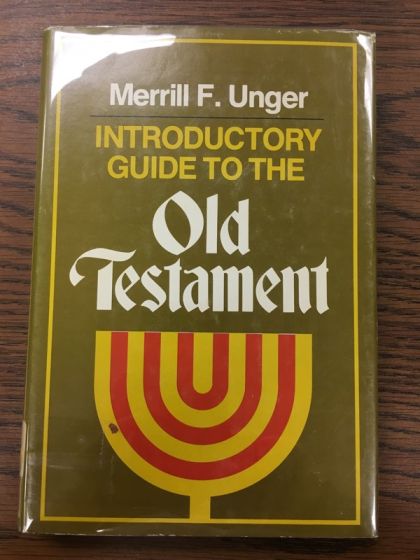 Merrill F. Unger
INTRODUCTORY
GUIDE TO THE
Old
Testament